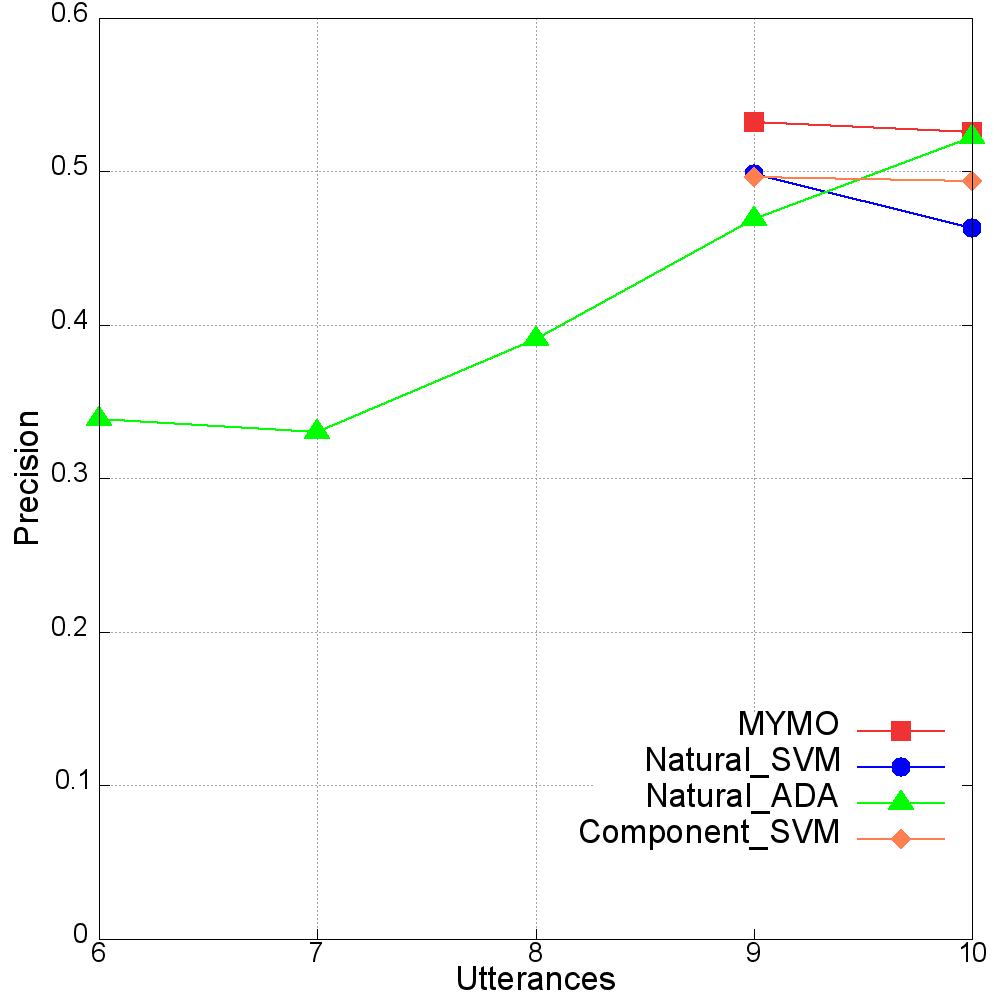 0.6
0.5
0.4
0.3
0.2
0.1
0
Precision
6 7 8 9 10
Utterances
MYMO
Natural_SVM
Natural_ADA
Component_SVM